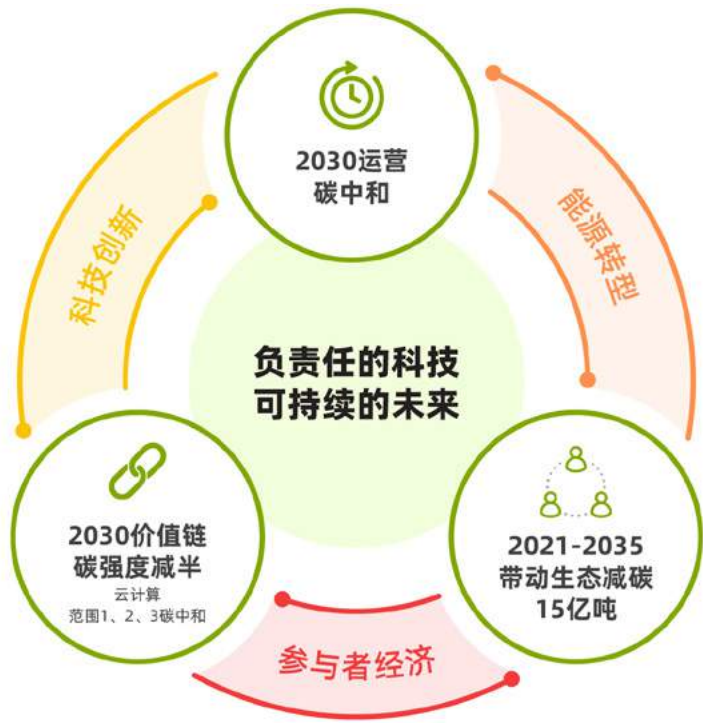 2030运营
碳中和
科技创新
能源转型
负责任的科技
可持续的未来
2030价值链
碳强度减半
云计算
范围1、2、3碳中和
2021-2035
带动生态减碳
15亿吨
参与者经济